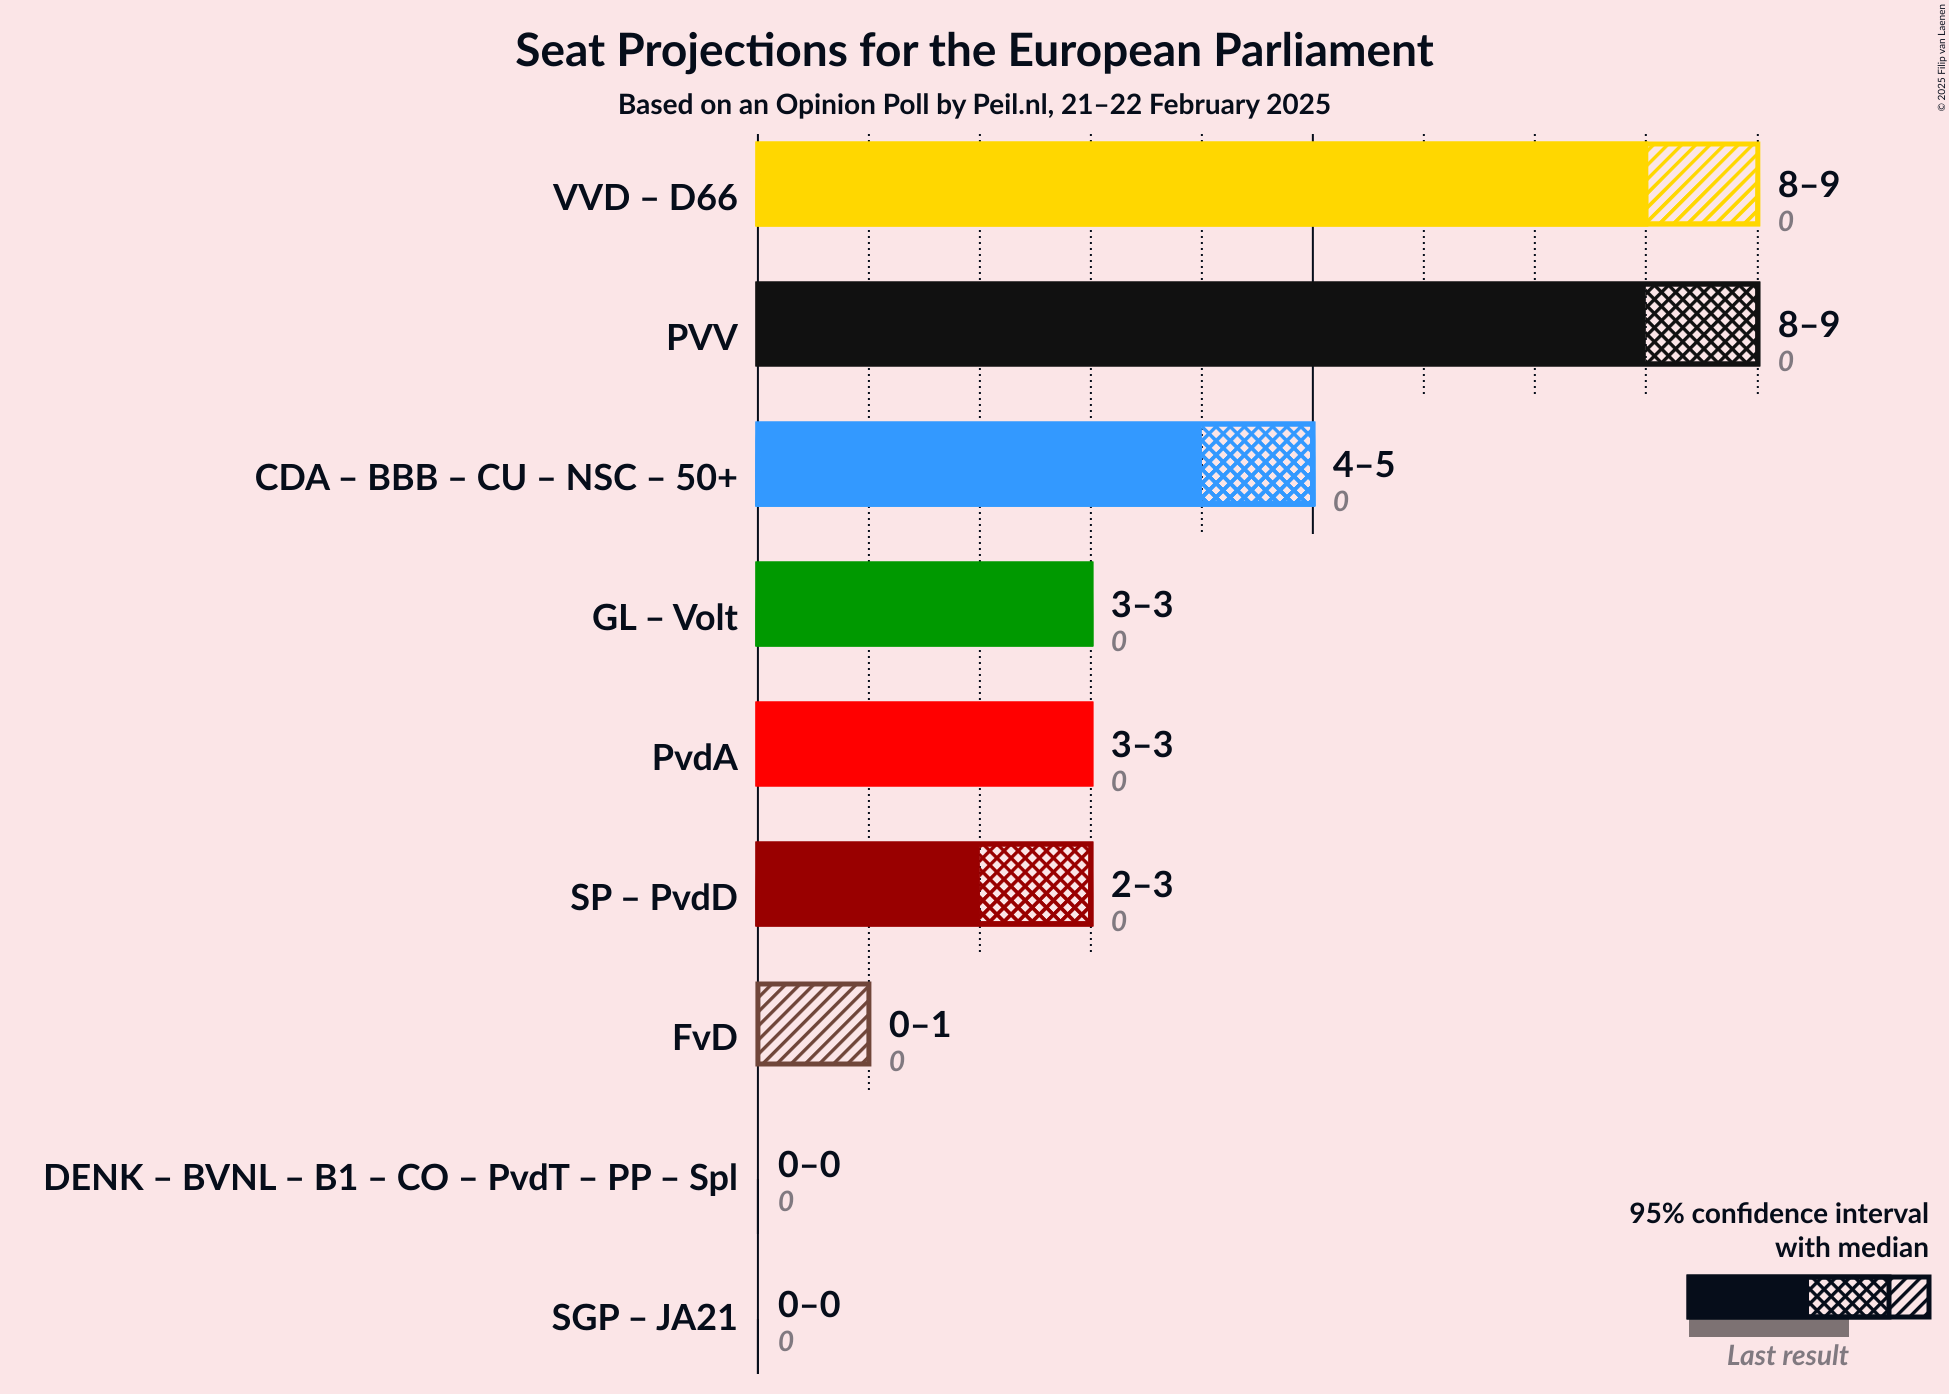 Seat Projections for the European Parliament
Based on an Opinion Poll by Peil.nl, 21–22 February 2025
© 2025 Filip van Laenen
VVD – D66
8–9
0
PVV
8–9
0
CDA – BBB – CU – NSC – 50+
4–5
0
GL – Volt
3–3
0
PvdA
3–3
0
SP – PvdD
2–3
0
FvD
0–1
0
DENK – BVNL – B1 – CO – PvdT – PP – Spl
0–0
0
SGP – JA21
0–0
0
95% confidence interval
with median
Last result